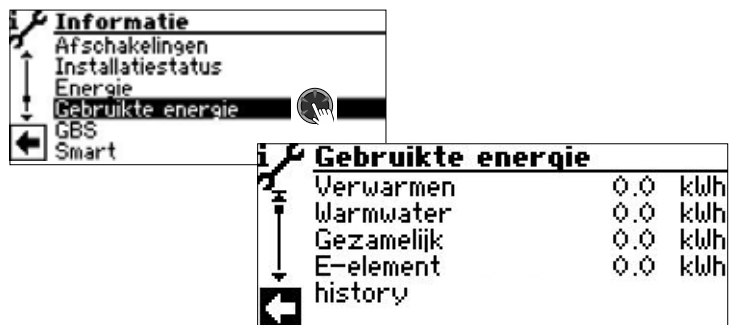 Informatie
Afschakelingen
Installatiestatus
Energie
Gebruikte energie
GBS
Smart
Gebruikte energie
Verwarmen 0.0 kWh
Warmwater 0.0 kWh
Gezamelijk 0.0 kWh
E-element 0.0 kWh
history